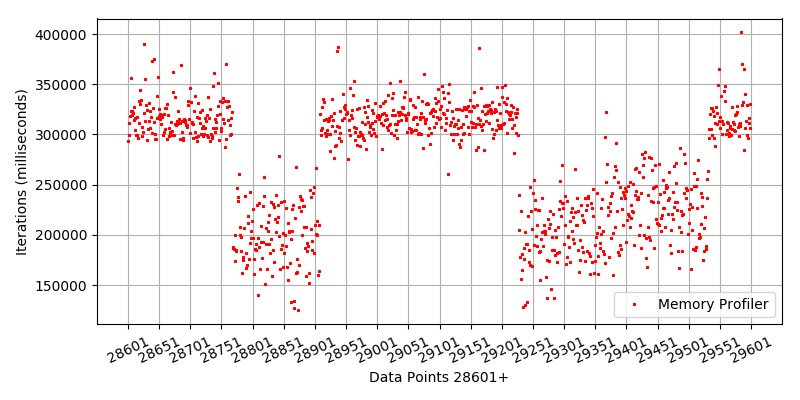 400000
350000
300000
250000
200000
150000
Iterations (milliseconds)
Memory Profiler
28601 28651 28701 28751 28801 28851 28901 28951 29001 29051 29101 29151 29201 29251 29301 29351 29401 29451 29501 29551 29601
Data Points 28601+